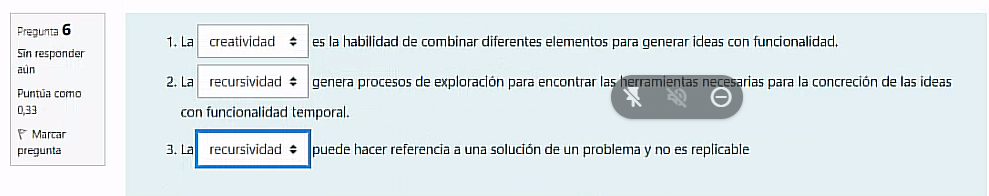 Pregunta 6
Sin responder
aún
Puntúa como
0,33
Marcar
pregunta
1. La creatividad es la habilidad de combinar diferentes elementos para generar ideas con funcionalidad.
2. La recursividad genera procesos de exploración para encontrar las herramientas necesarias para la concreción de las ideas
con funcionalidad temporal.
3. La recursividad puede hacer referencia a una solución de un problema y no es replicable